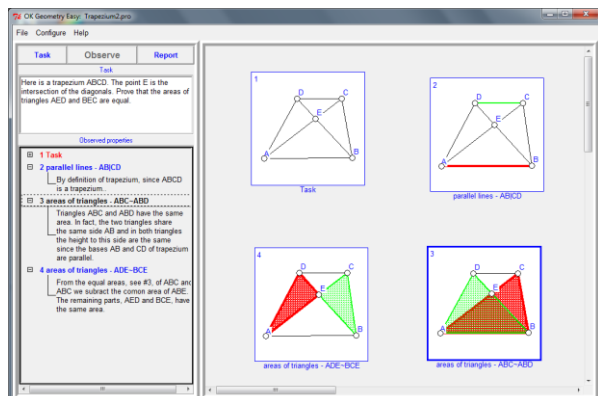 OK Geometry Easy: Trapezium2.pro
File Configure Help
Task Observe Report
Task
Here is a trapezium ABCD. The point E is the
intersection of the diagonals. Prove that the areas of
triangles AED and BEC are equal.
Observed properties
1 Task
2 parallel lines - AB|CD
By definition of trapezium, since ABCD
is a trapezium..
3 areas of triangles - ABC~ABD
Triangles ABC and ABD have the same
area. In fact, the two triangles share
the same side AB and in both triangles
the height to this side are the same
since the bases AB and CD of trapezium
are parallel.
4 areas of triangles - ADE~BCE
From the equal areas, see #3, of ABC and
ABC we subtract the comon area of ABE.
The remaining parts, AED and BCE, have
the same area.
1
D C
E
A B
Task
2
D C
E
A B
parallel lines - AB|CD
4
D C
E
A B
areas of triangles - ADE~BCE
3
D C
E
A B
areas of triangles - ABC~ABD